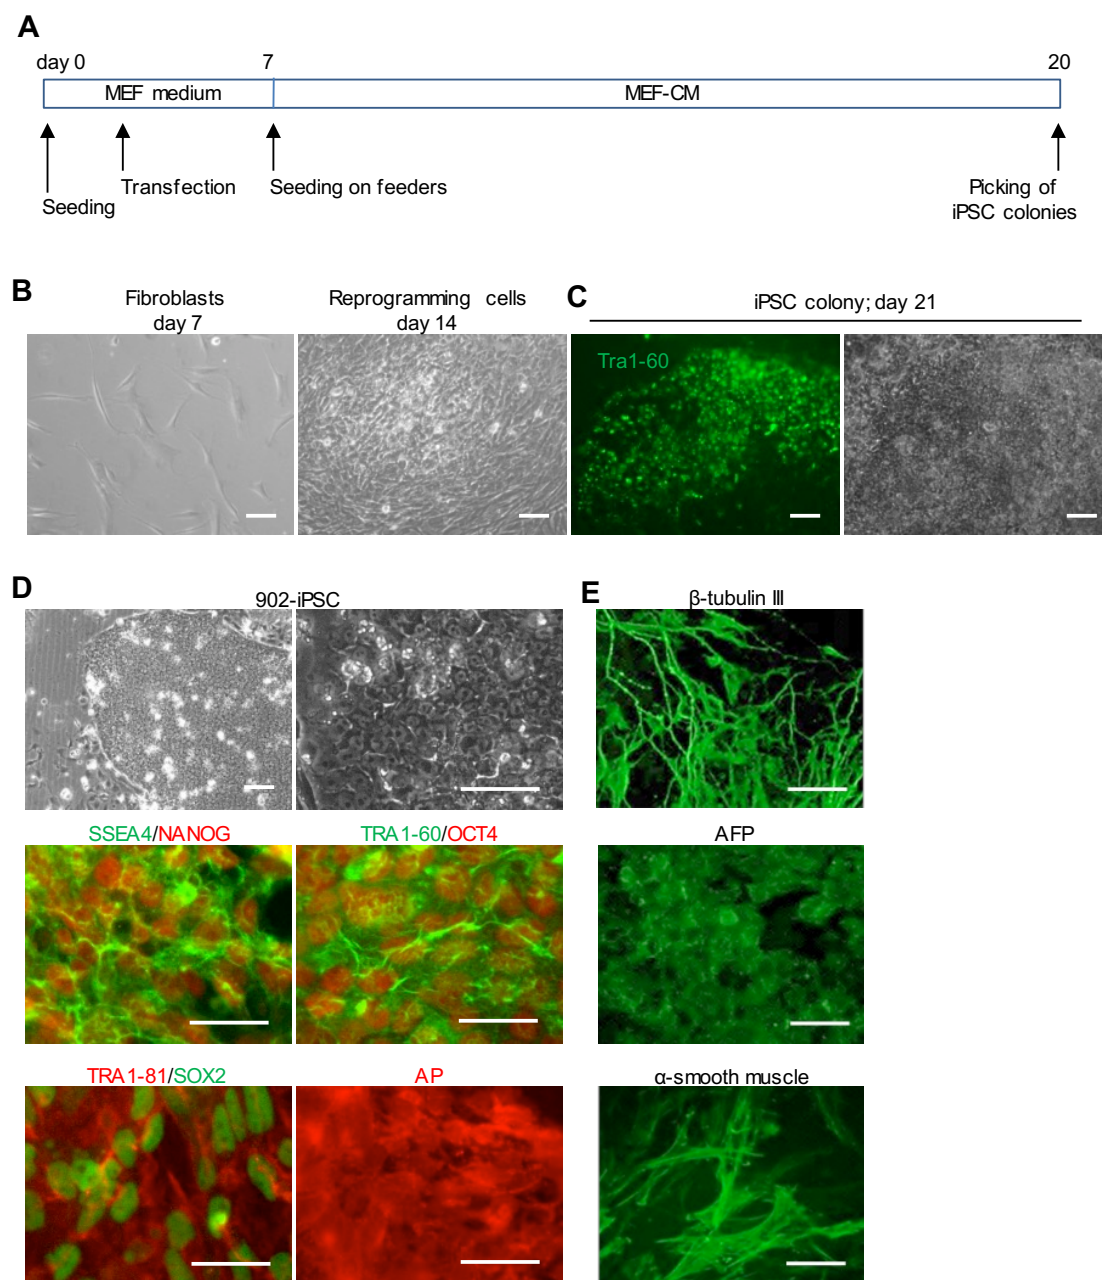 A
day 0
7
20
MEF medium
MEF-CM
Seeding
Transfection
Seeding on feeders
Picking of
iPSC colonies
B
Fibroblasts
day 7
Reprogramming cells
day 14
C
iPSC colony; day 21
Tra1-60
D
902-iPSC
SSEA4/NANOG
TRA1-60/OCT4
TRA1-81/SOX2
AP
E
β-tubulin III
AFP
α-smooth muscle